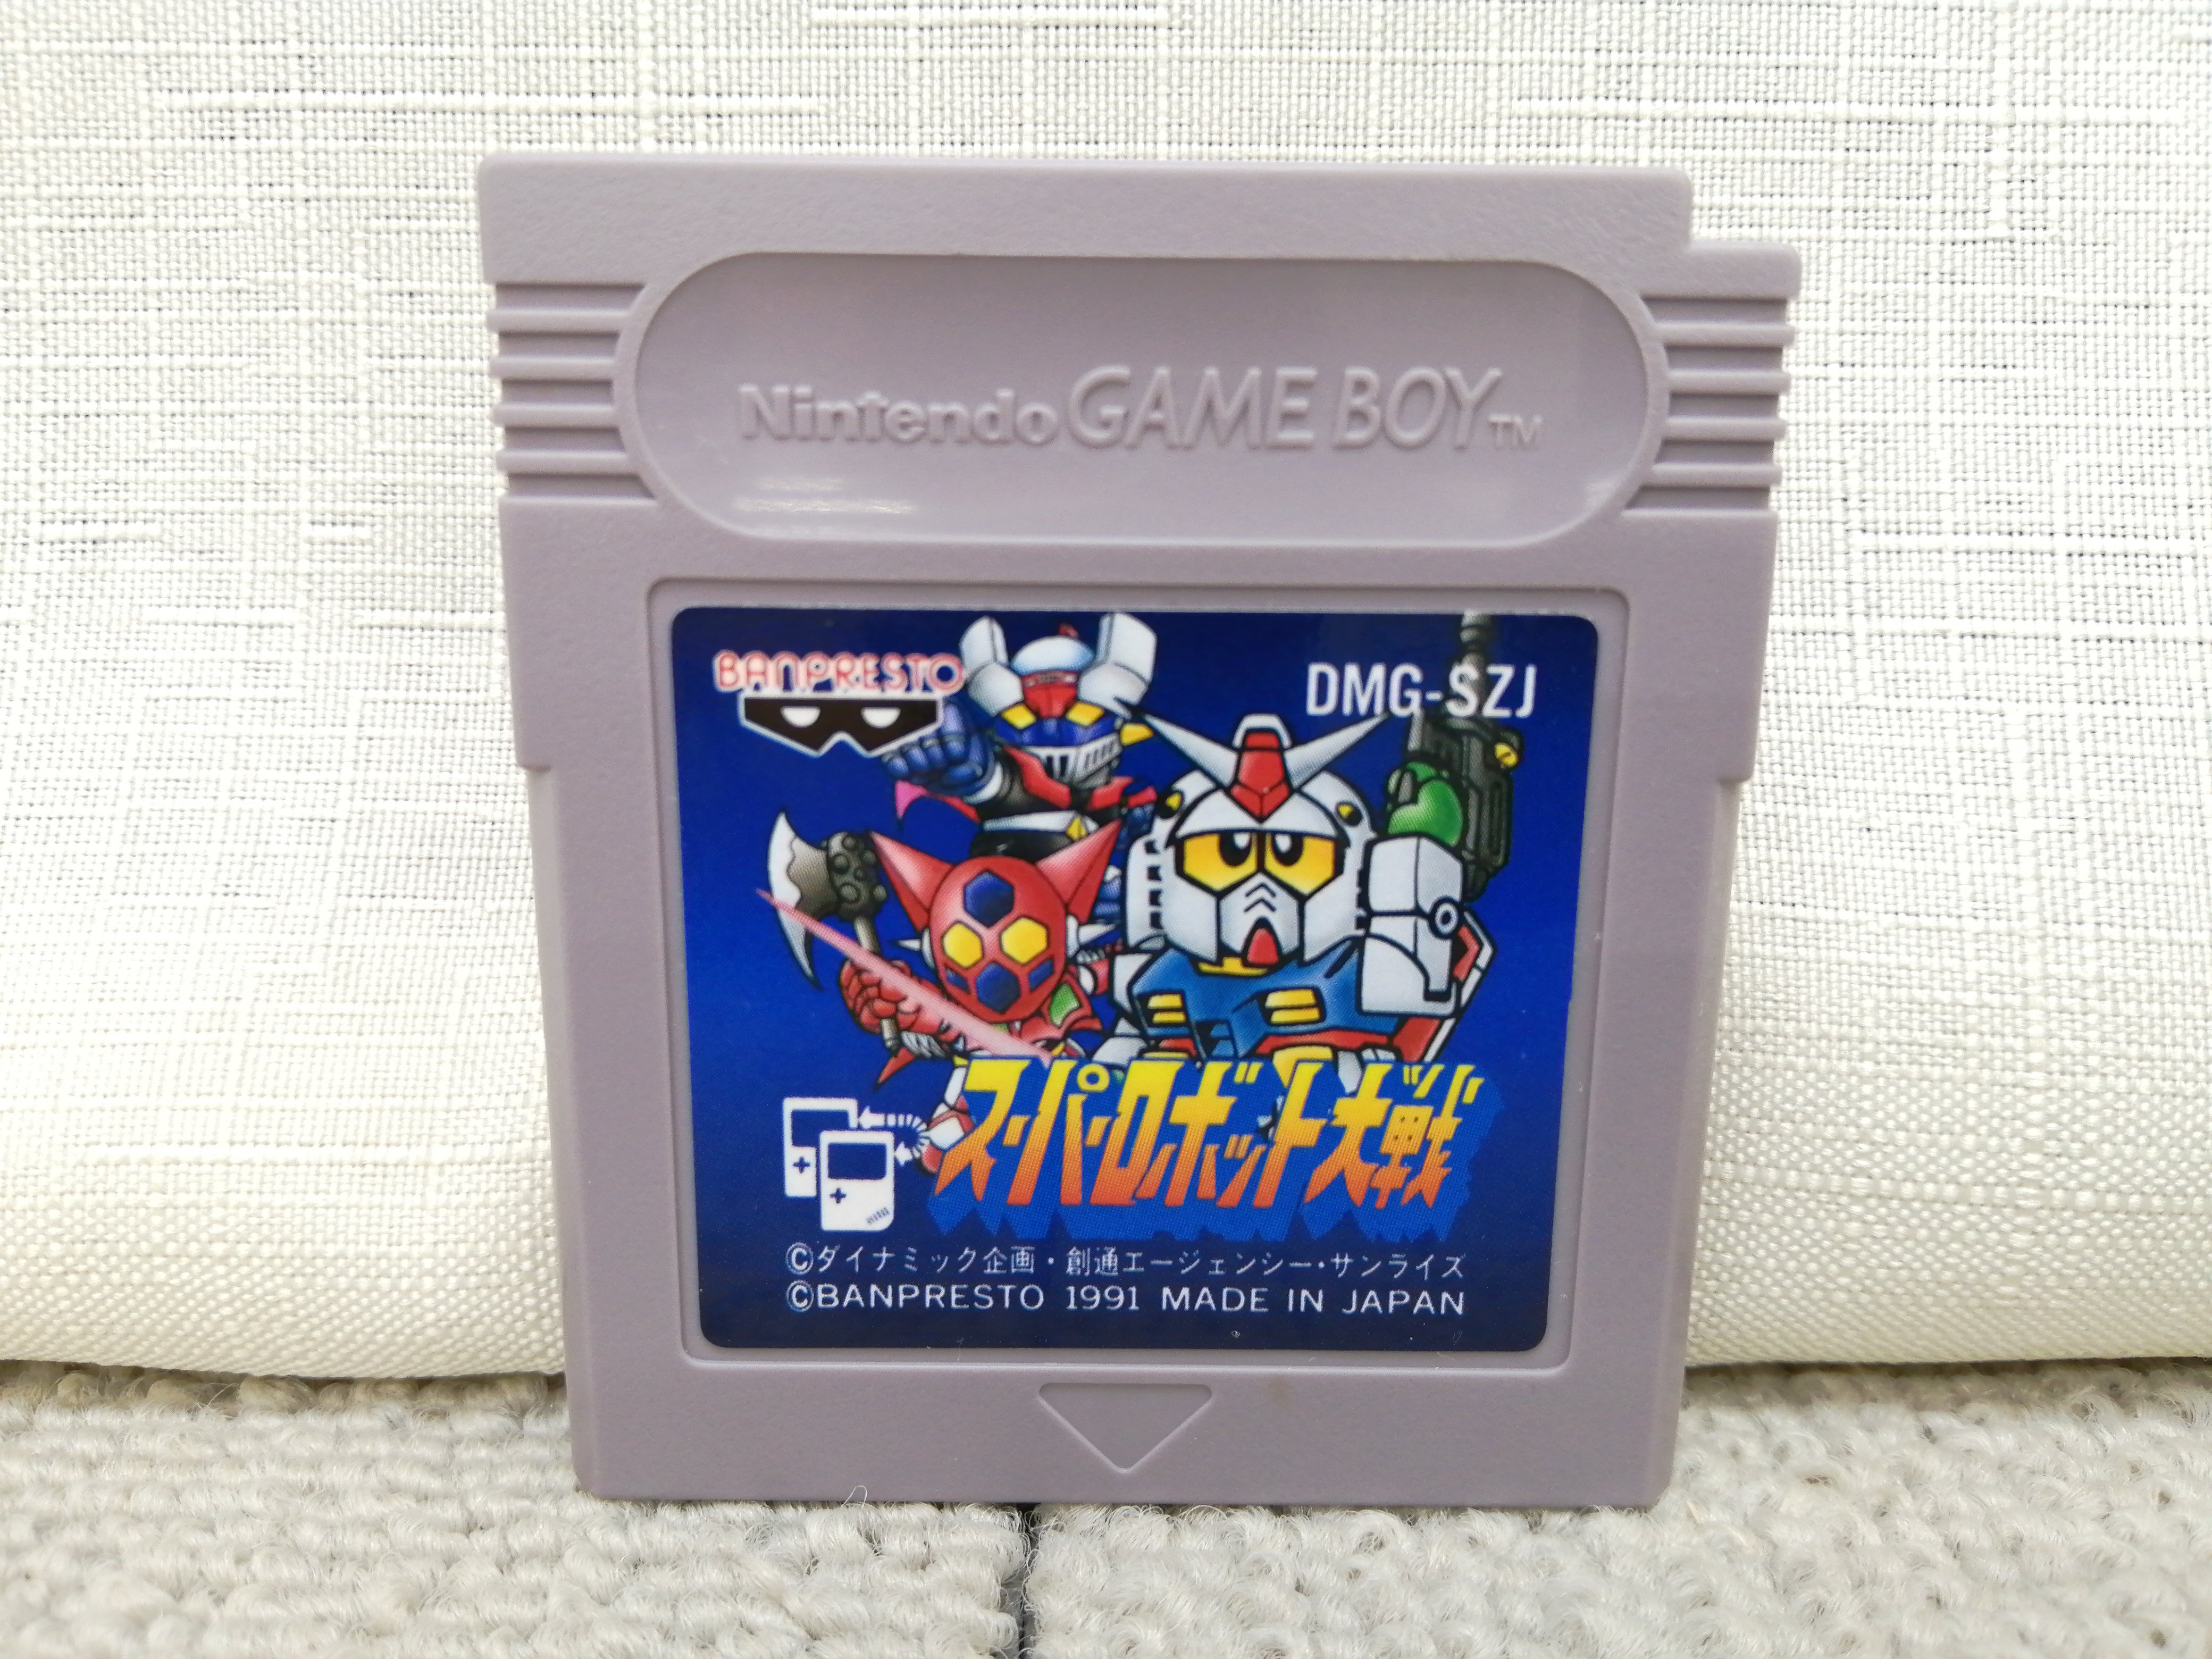 Nintendo GAME BOY TM
BANPRESTO
DMG-SZJ
スーパーロボット大戦
©ダイナミック企画・創通エージェンシー・サンライズ
©BANPRESTO 1991 MADE IN JAPAN